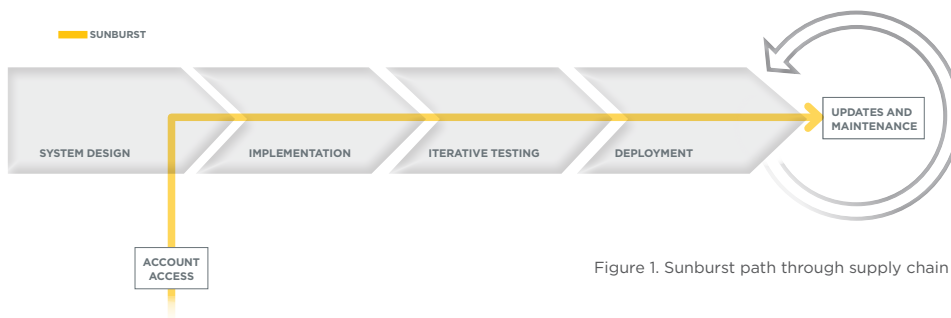 SUNBURST
SYSTEM DESIGN
IMPLEMENTATION
ITERATIVE TESTING
DEPLOYMENT
UPDATES AND
MAINTENANCE
ACCOUNT
ACCESS
Figure 1. Sunburst path through supply chain